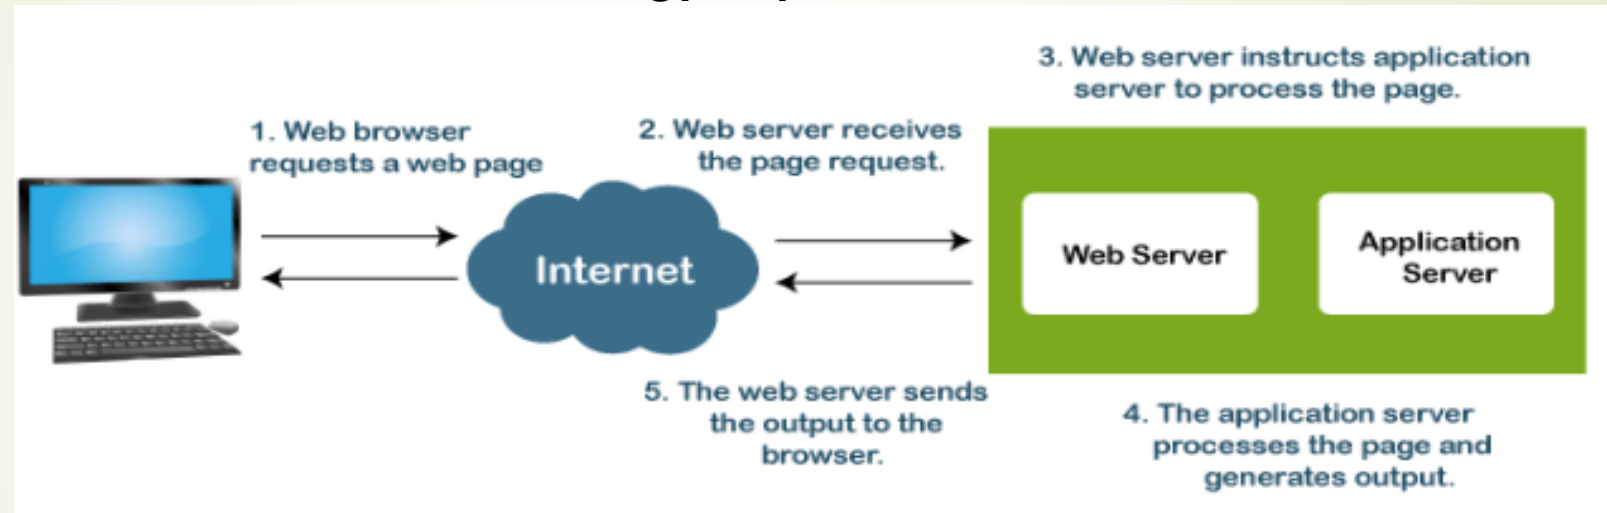 1. Web browser
requests a web page
2. Web server receives
the page request.
3. Web server instructs application
server to process the page.
Internet
Web Server
Application
Server
4. The application server
processes the page and
generates output.
5. The web server sends
the output to the
browser.